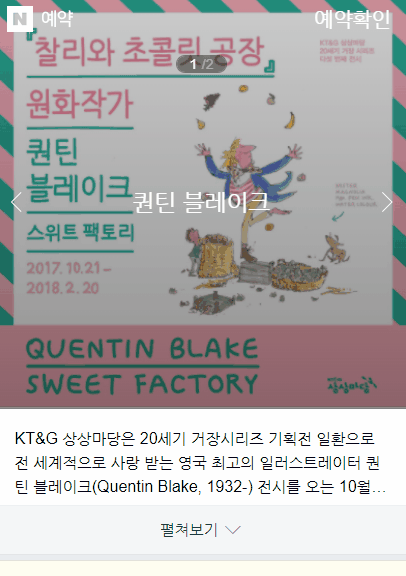 N 예약
예약확인
『찰리와 초콜릿 공장』
KT&G 상상마당
20세기 거장 시리즈
다섯 번째 전시
1 /2
원화작가
퀀틴
블레이크
퀀틴 블레이크
스위트 팩토리
2017. 10. 21 –
2018. 2. 20
QUENTIN BLAKE
SWEET FACTORY
상상마당
KT&G 상상마당은 20세기 거장시리즈 기획전 일환으로
전 세계적으로 사랑 받는 영국 최고의 일러스트레이터 퀀
틴 블레이크(Quentin Blake, 1932-) 전시를 오는 10월...
펼쳐보기